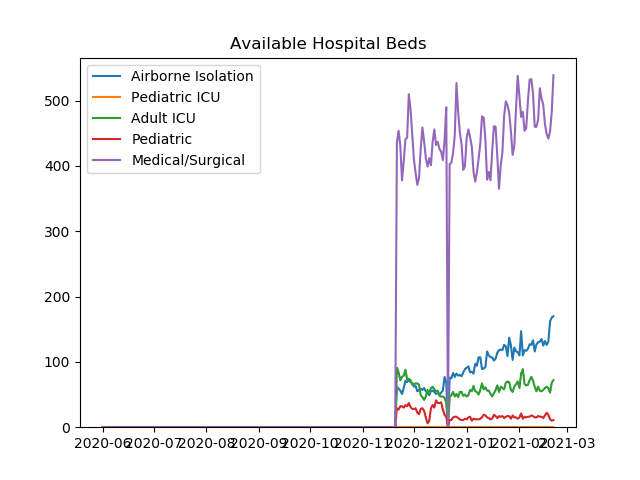 Available Hospital Beds
Airborne Isolation
Pediatric ICU
Adult ICU
Pediatric
Medical/Surgical
500
400
300
200
100
0
2020-06 2020-07 2020-08 2020-09 2020-10 2020-11 2020-12 2021-01 2021-02 2021-03